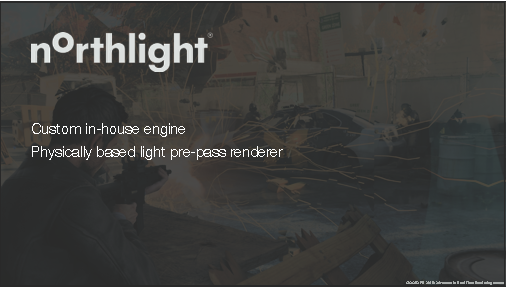 northlight®
Custom in-house engine
Physically based light pre-pass renderer